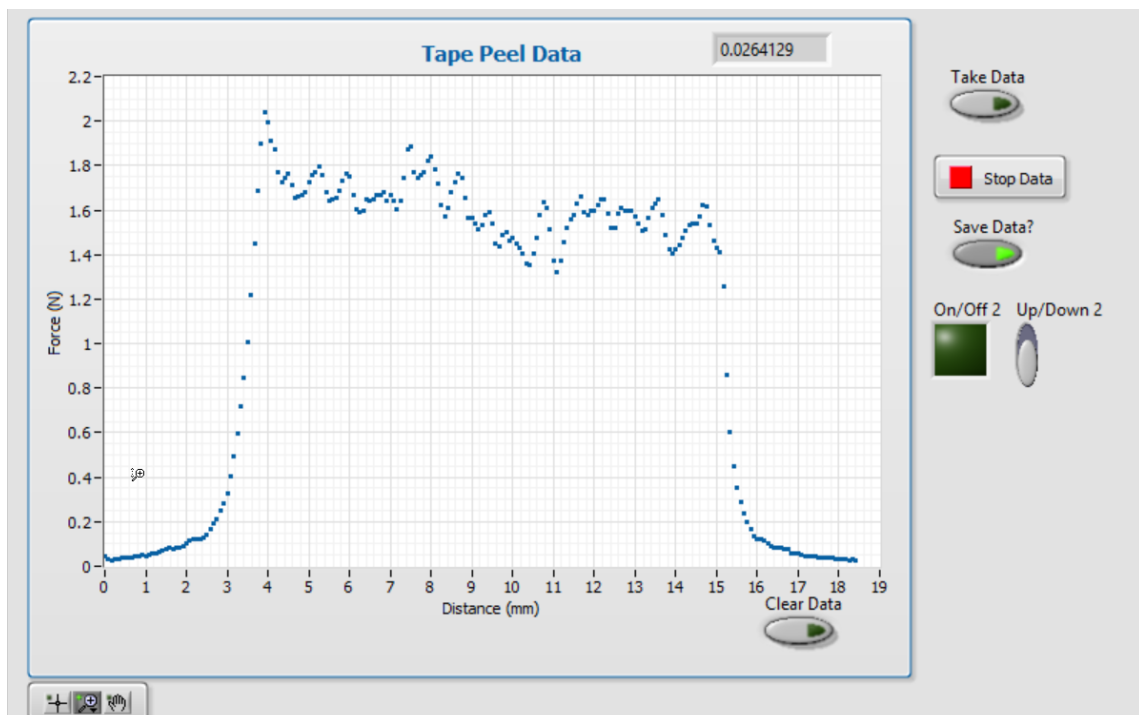 Tape Peel Data
0.0264129
2.2
2
1.8
1.6
1.4
1.2
1
0.8
0.6
0.4
0.2
0
Force (N)
0 1 2 3 4 5 6 7 8 9 10 11 12 13 14 15 16 17 18 19
Distance (mm)
Clear Data
Take Data
Stop Data
Save Data?
On/Off 2 Up/Down 2